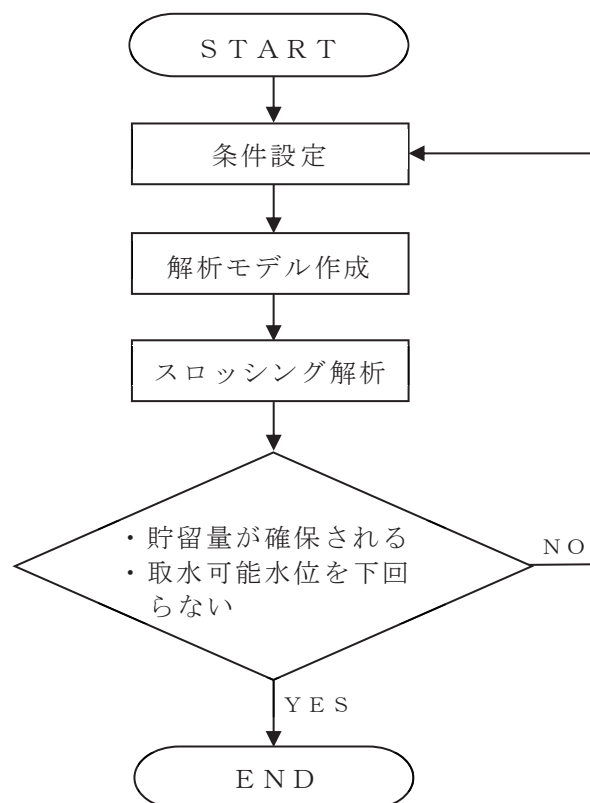 ＳＴＡＲＴ
条件設定
解析モデル作成
スロッシング解析
・貯留量が確保される
・取水可能水位を下回
らない
ＮＯ
ＹＥＳ
ＥＮＤ